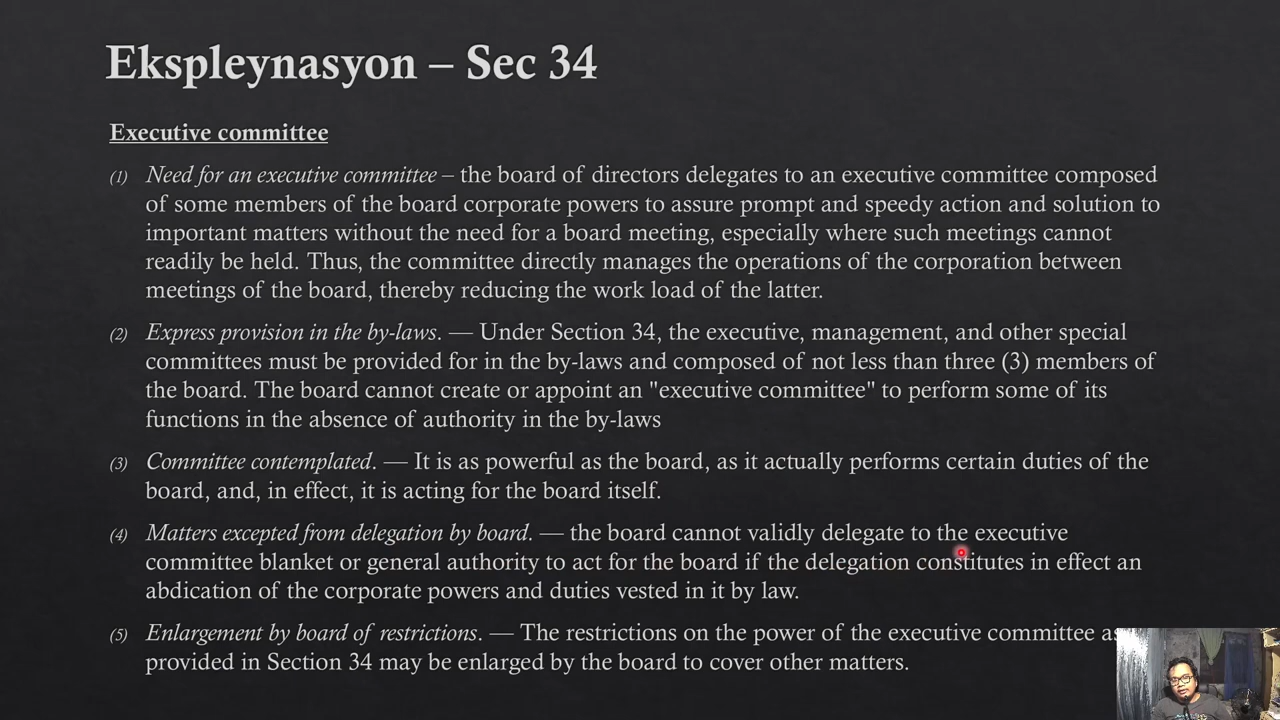 Ekspleynasyon – Sec 34
Executive committee
(1) Need for an executive committee – the board of directors delegates to an executive committee composed
of some members of the board corporate powers to assure prompt and speedy action and solution to
important matters without the need for a board meeting, especially where such meetings cannot
readily be held. Thus, the committee directly manages the operations of the corporation between
meetings of the board, thereby reducing the work load of the latter.
(2) Express provision in the by-laws. — Under Section 34, the executive, management, and other special
committees must be provided for in the by-laws and composed of not less than three (3) members of
the board. The board cannot create or appoint an "executive committee" to perform some of its
functions in the absence of authority in the by-laws
(3) Committee contemplated. — It is as powerful as the board, as it actually performs certain duties of the
board, and, in effect, it is acting for the board itself.
(4) Matters excepted from delegation by board. — the board cannot validly delegate to the executive
committee blanket or general authority to act for the board if the delegation constitutes in effect an
abdication of the corporate powers and duties vested in it by law.
(5) Enlargement by board of restrictions. — The restrictions on the power of the executive committee as
provided in Section 34 may be enlarged by the board to cover other matters.